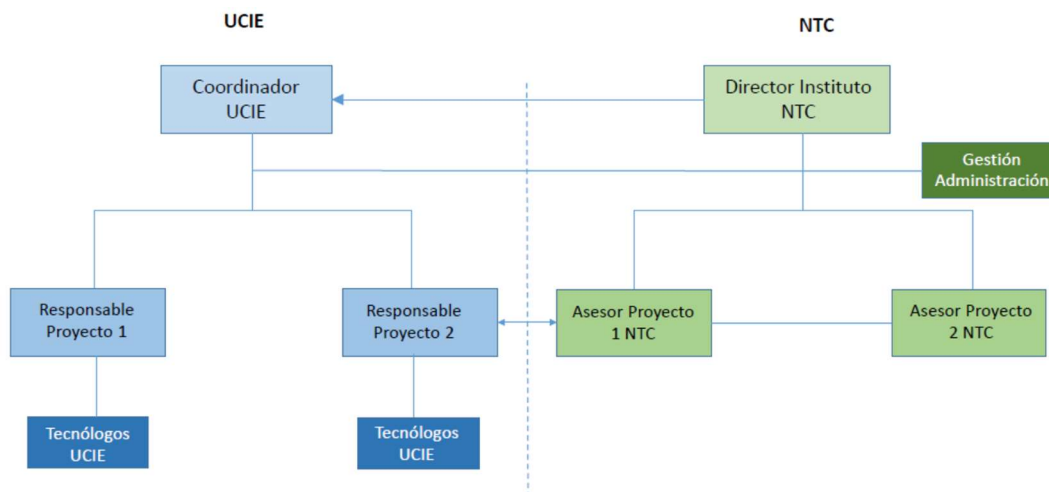 UCIE
NTC
Coordinador
UCIE
Director Instituto
NTC
Gestión
Administración
Responsable
Proyecto 1
Responsable
Proyecto 2
Asesor Proyecto
1 NTC
Asesor Proyecto
2 NTC
Tecnólogos
UCIE
Tecnólogos
UCIE